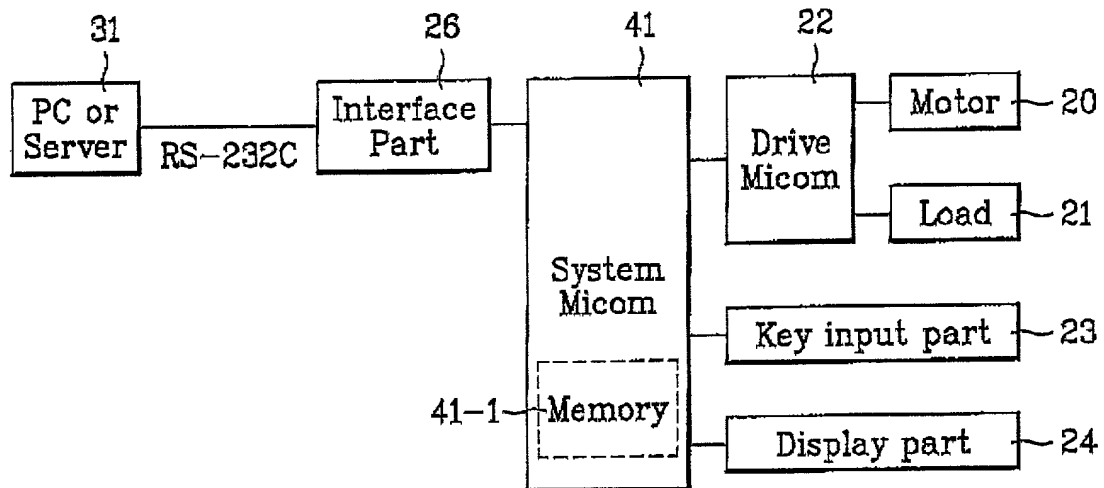 31
26
41
22
PC or
Server
RS-232C
Interface
Part
System
Micom
41-1
Memory
Drive
Micom
Motor
20
Load
21
Key input part
23
Display part
24